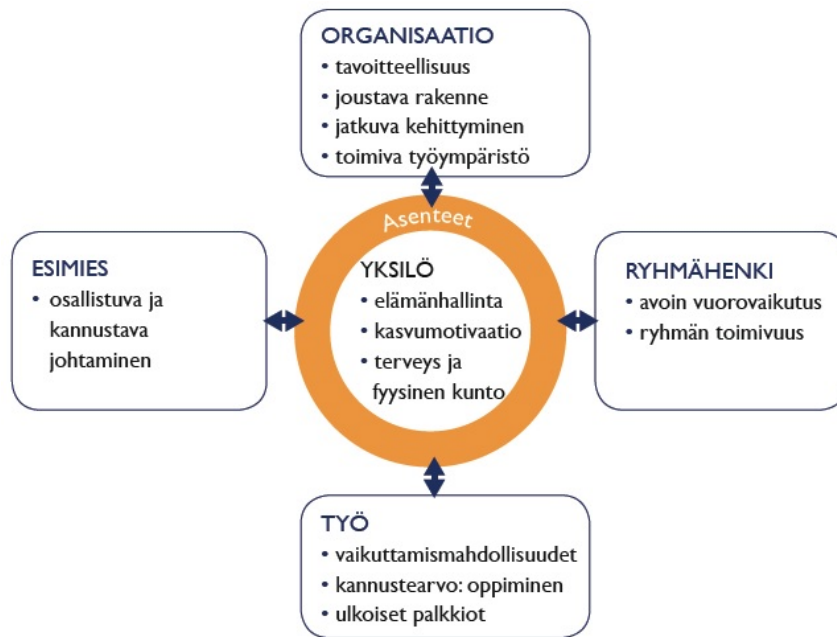 ORGANISAATIO
• tavoitteellisuus
• joustava rakenne
• jatkuva kehittyminen
• toimiva työympäristö
Asenteet
ESIMIES
• osallistuva ja
kannustava
johtaminen
YKSILÖ
• elämänhallinta
• kasvumotivaatio
• terveys ja
fyysinen kunto
RYHMÄHENKI
• avoin vuorovaikutus
• ryhmän toimivuus
TYÖ
• vaikuttamismahdollisuudet
• kannustearvo: oppiminen
• ulkoiset palkkiot